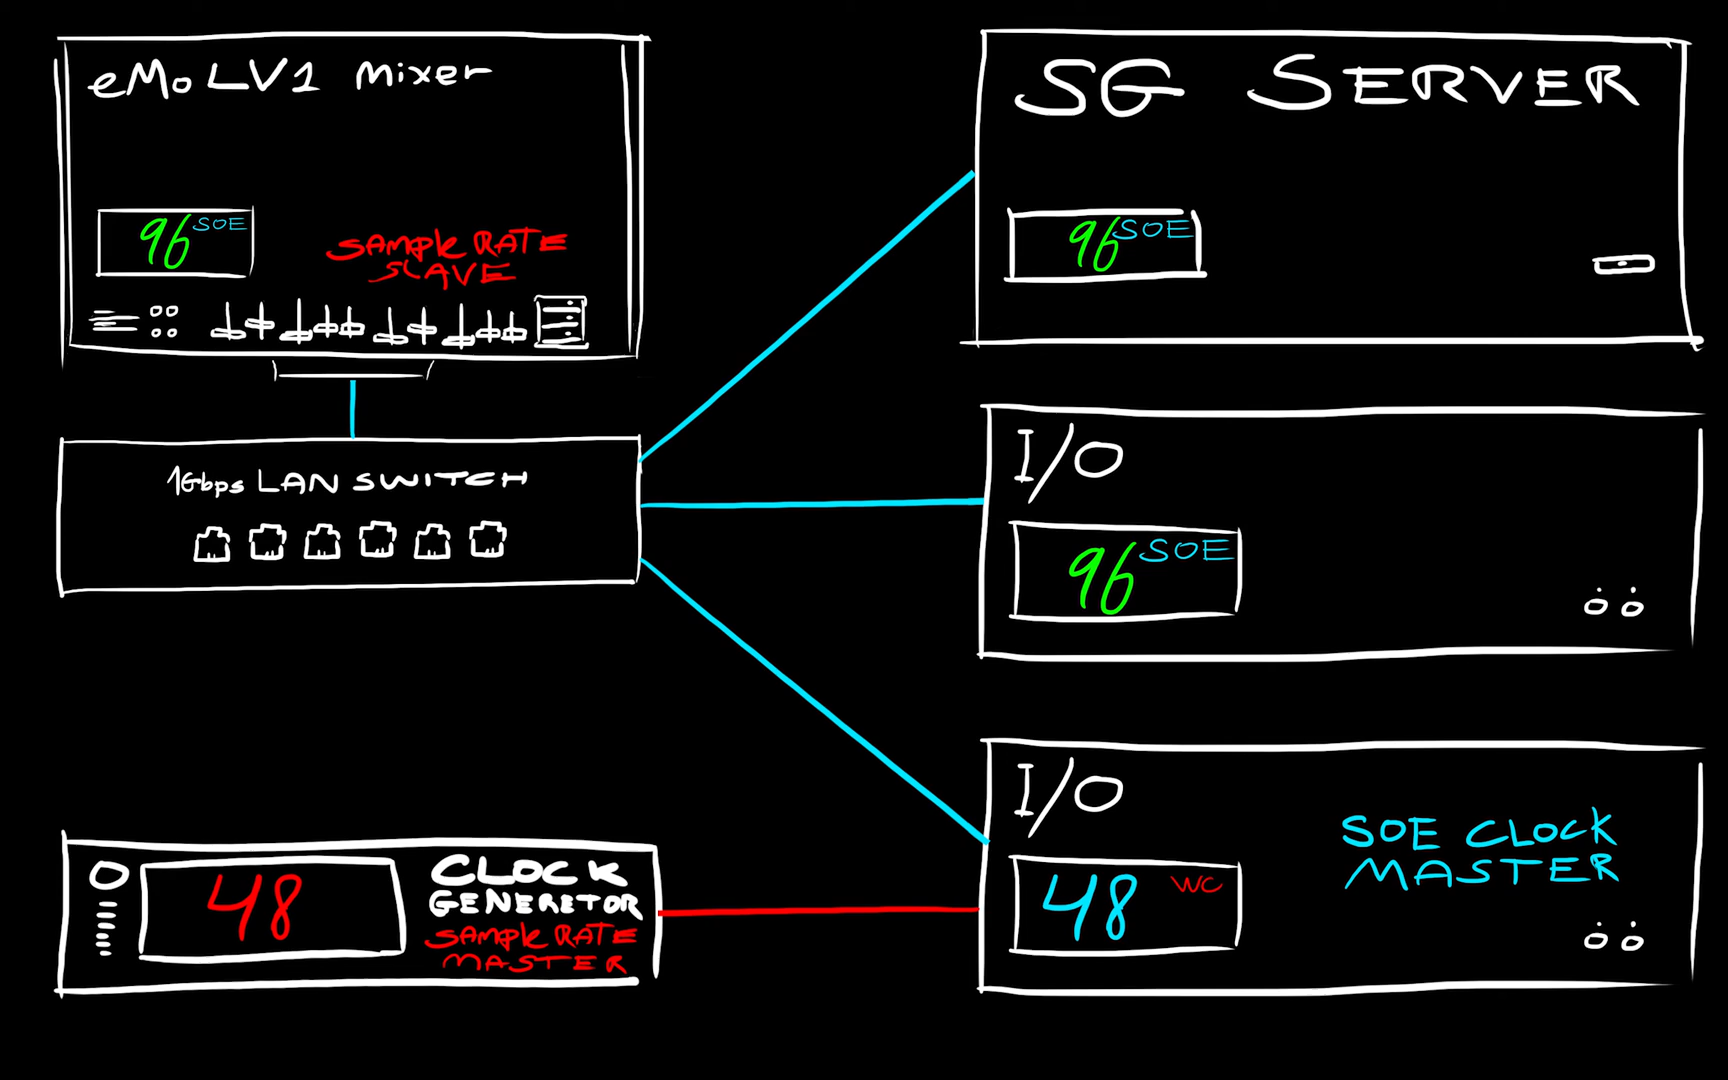 eMo LV1 mixer
96 SOE
SAMPLE RATE
SLAVE
SG SERVER
96 SOE
1Gbps LAN SWITCH
I/O
96 SOE
I/O
48 WC
SOE CLOCK
MASTER
48
CLOCK
GENERETOR
SAMPLE RATE
MASTER